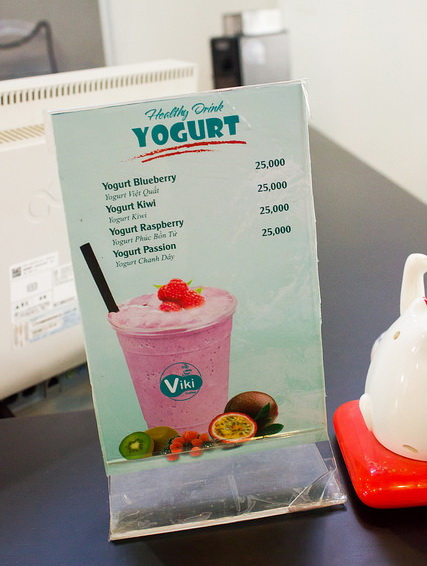 Healthy Drink
YOGURT
Yogurt Blueberry 25,000
Yogurt Việt Quất
Yogurt Kiwi 25,000
Yogurt Kiwi
Yogurt Raspberry 25,000
Yogurt Phúc Bồn Tử
Yogurt Passion 25,000
Yogurt Chanh Dây
Viki